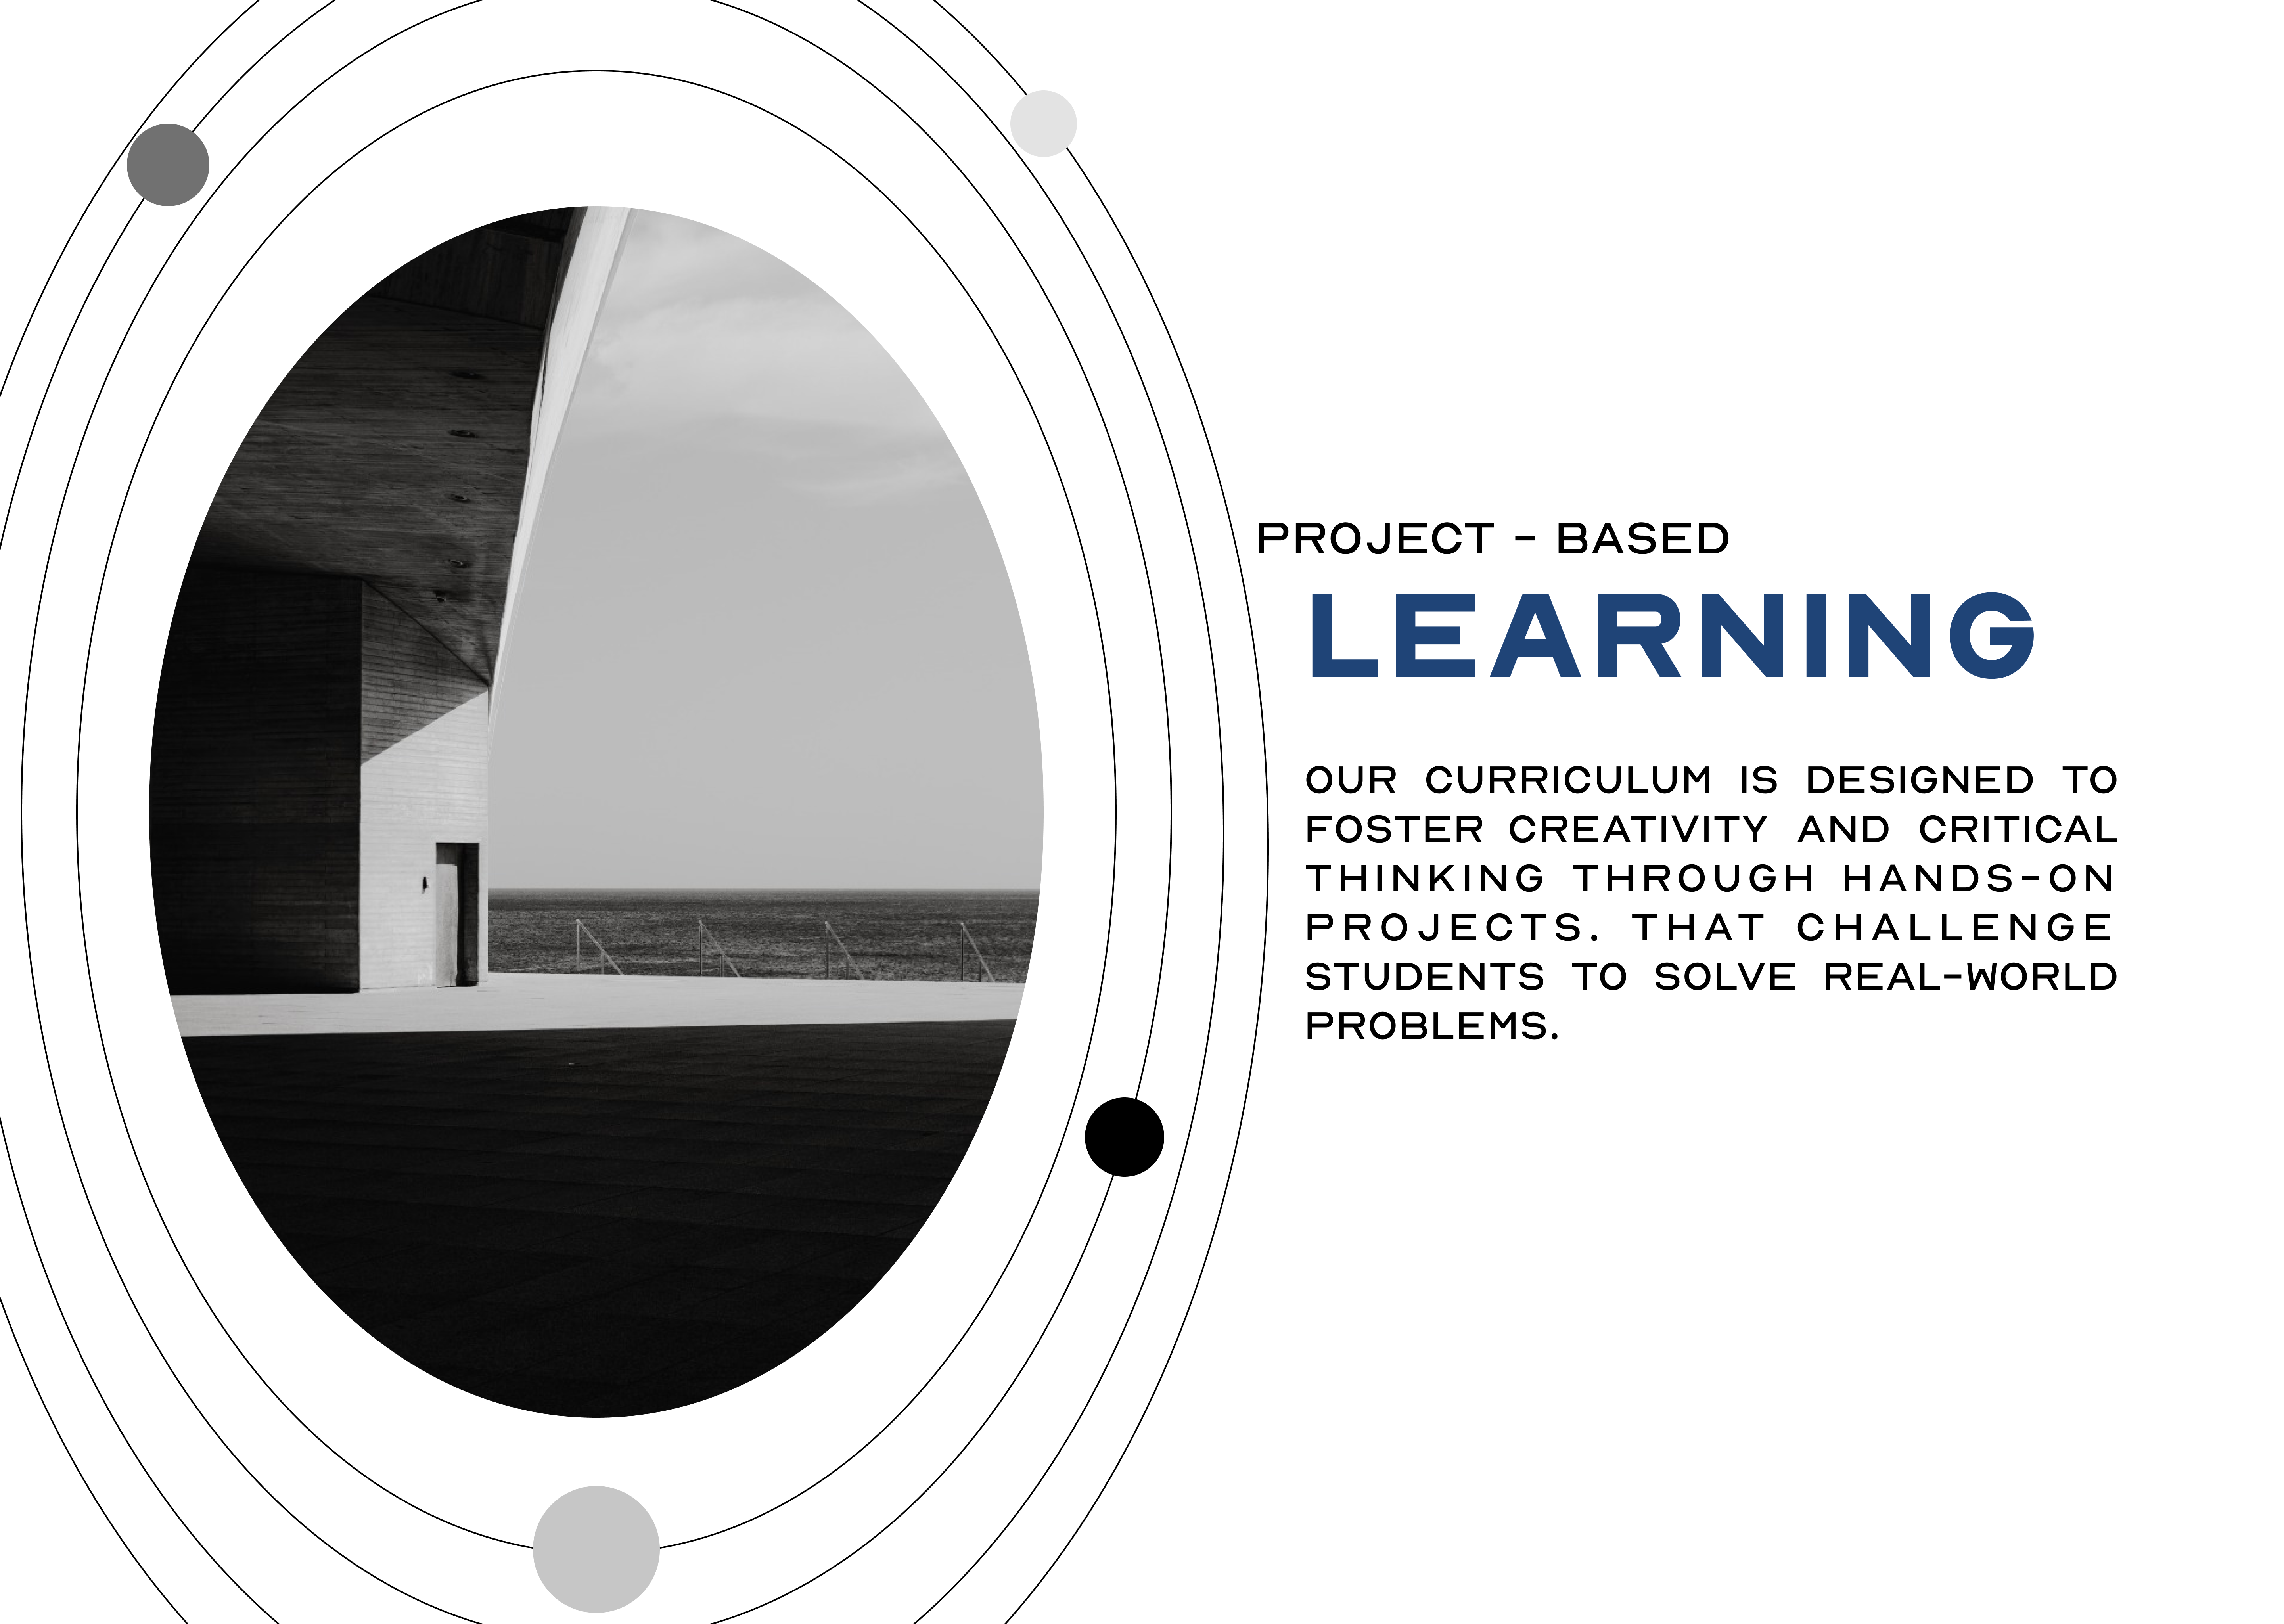 PROJECT - BASED
LEARNING
OUR CURRICULUM IS DESIGNED TO
FOSTER CREATIVITY AND CRITICAL
THINKING THROUGH HANDS-ON
PROJECTS. THAT CHALLENGE
STUDENTS TO SOLVE REAL-WORLD
PROBLEMS.